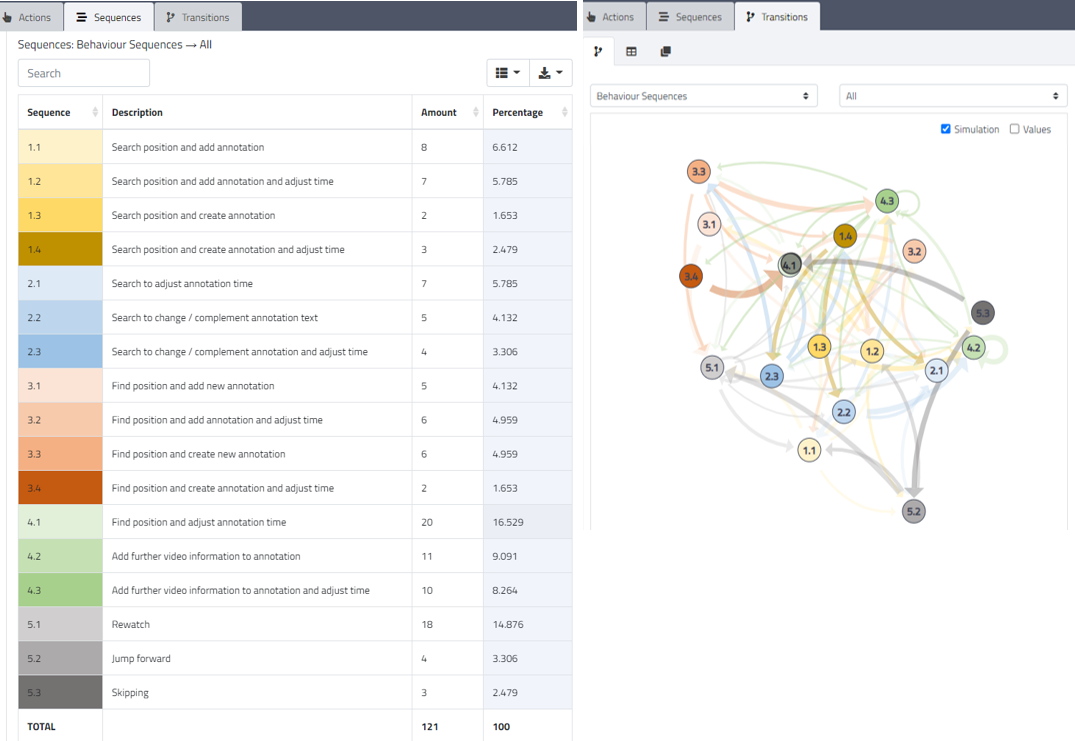 Actions Sequences Transitions
Sequences: Behaviour Sequences → All
Search
Sequence Description Amount Percentage
1.1 Search position and add annotation 8 6.612
1.2 Search position and add annotation and adjust time 7 5.785
1.3 Search position and create annotation 2 1.653
1.4 Search position and create annotation and adjust time 3 2.479
2.1 Search to adjust annotation time 7 5.785
2.2 Search to change / complement annotation text 5 4.132
2.3 Search to change / complement annotation and adjust time 4 3.306
3.1 Find position and add new annotation 5 4.132
3.2 Find position and add annotation and adjust time 6 4.959
3.3 Find position and create new annotation 6 4.959
3.4 Find position and create annotation and adjust time 2 1.653
4.1 Find position and adjust annotation time 20 16.529
4.2 Add further video information to annotation 11 9.091
4.3 Add further video information to annotation and adjust time 10 8.264
5.1 Rewatch 18 14.876
5.2 Jump forward 4 3.306
5.3 Skipping 3 2.479
TOTAL 121 100
Actions Sequences Transitions
Behaviour Sequences All
Simulation Values
3.3
4.3
3.1
1.4
3.2
4.1
3.4
5.3
1.3
1.2
4.2
5.1
2.3
2.1
2.2
1.1
5.2